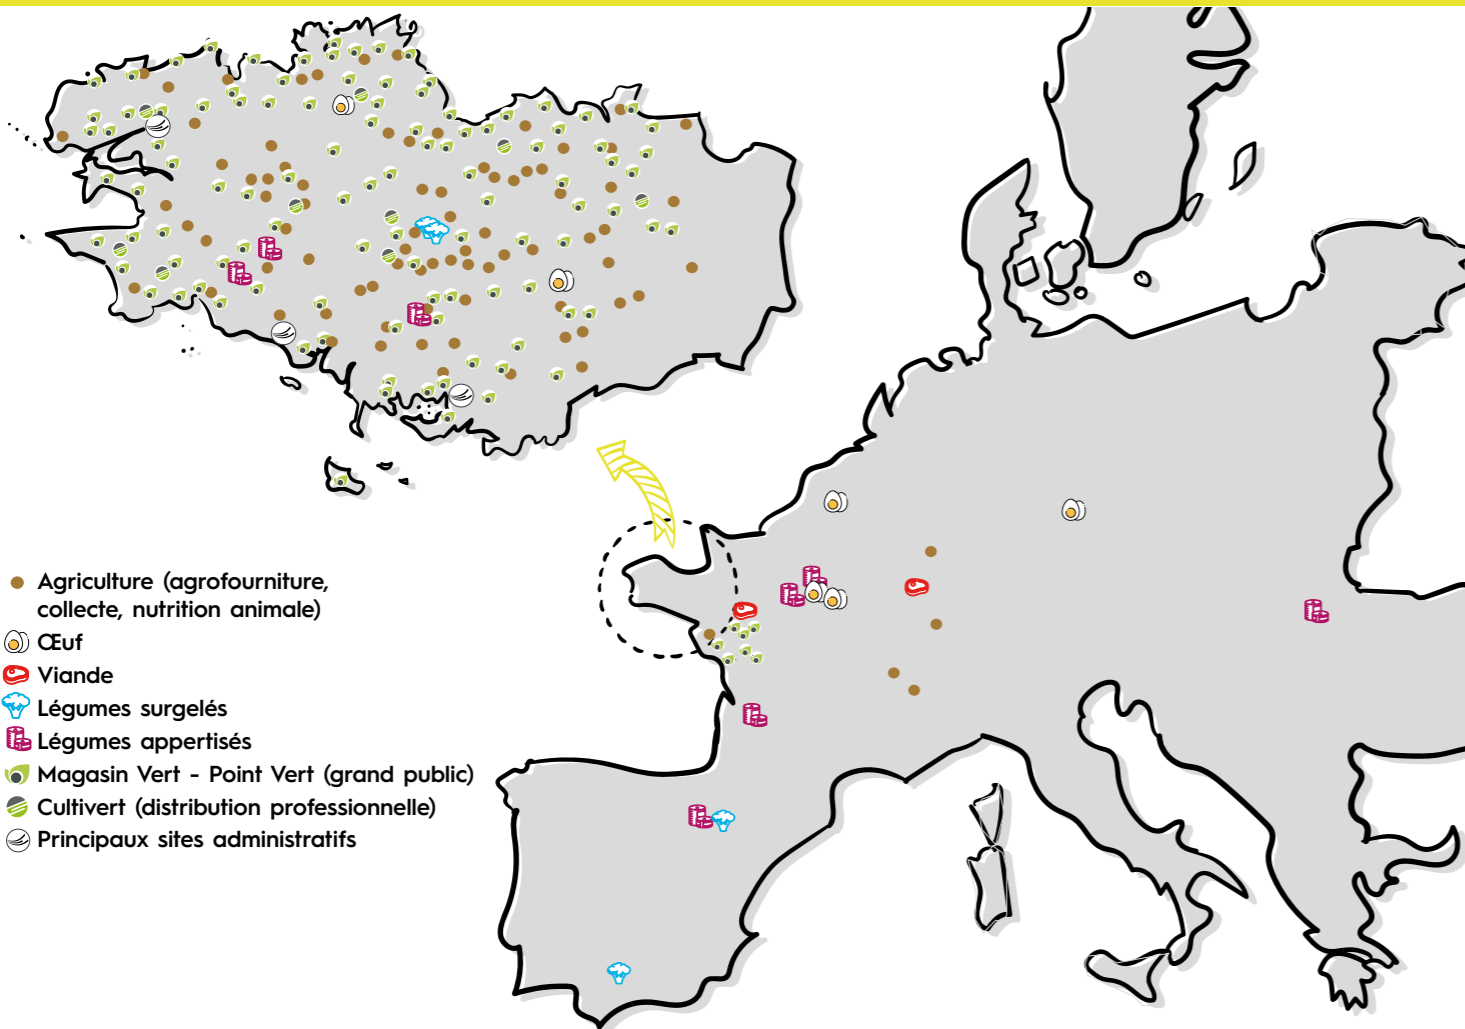 Agriculture (agrofourniture,
collecte, nutrition animale)
Œuf
Viande
Légumes surgelés
Légumes appertisés
Magasin Vert - Point Vert (grand public)
Cultivert (distribution professionnelle)
Principaux sites administratifs